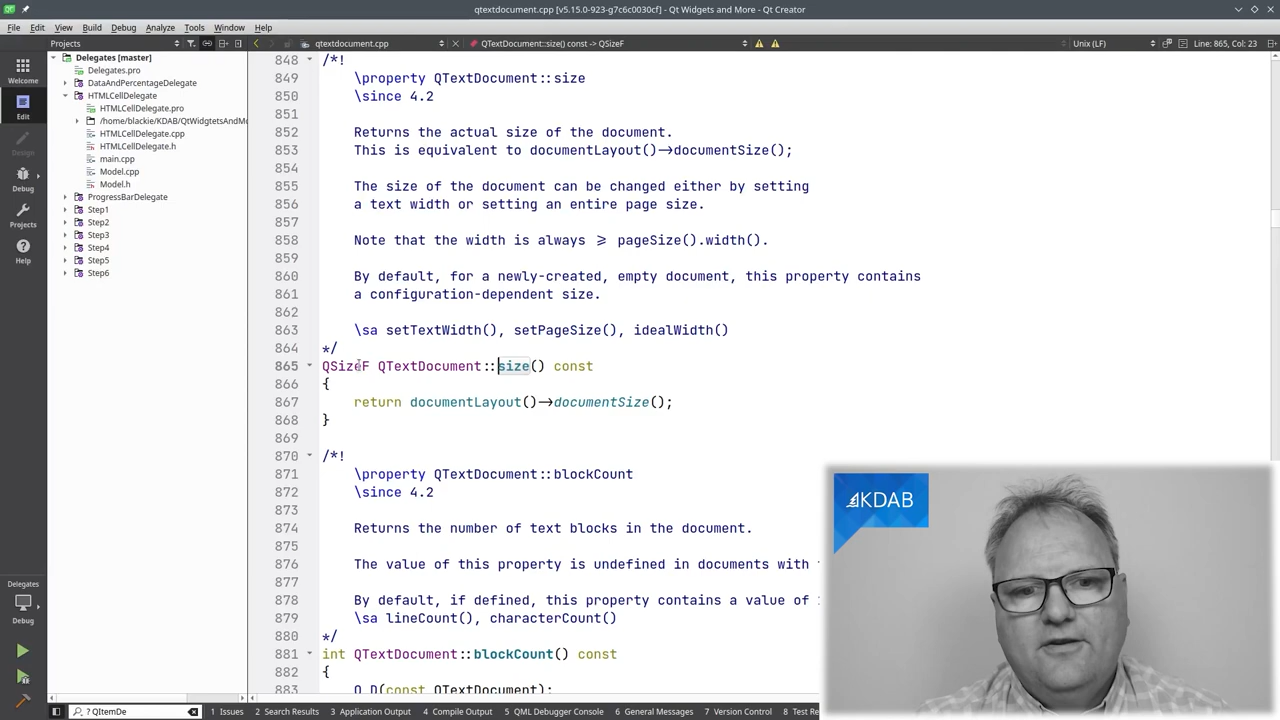 qtextdocument.cpp [v5.15.0-923-g7c6c0030cf] - Qt Widgets and More - Qt Creator
File Edit View Build Debug Analyze Tools Window Help
Projects
qtextdocument.cpp
QTextDocument::size() const -> QSizeF
Unix (LF)
Line: 865, Col: 23
Welcome
Edit
Design
Debug
Projects
Help
Delegates
Debug
Delegates [master]
Delegates.pro
DataAndPercentageDelegate
HTMLCellDelegate
HTMLCellDelegate.pro
/home/blackie/KDAB/QtWidgtetsAndMo
HTMLCellDelegate.cpp
HTMLCellDelegate.h
main.cpp
Model.cpp
Model.h
ProgressBarDelegate
Step1
Step2
Step3
Step4
Step5
Step6
848 /*!
849 \property QTextDocument::size
850 \since 4.2
851
852 Returns the actual size of the document.
853 This is equivalent to documentLayout()->documentSize();
854
855 The size of the document can be changed either by setting
856 a text width or setting an entire page size.
857
858 Note that the width is always >= pageSize().width().
859
860 By default, for a newly-created, empty document, this property contains
861 a configuration-dependent size.
862
863 \sa setTextWidth(), setPageSize(), idealWidth()
864 */
865 QSizeF QTextDocument::size() const
866 {
867 return documentLayout()->documentSize();
868 }
869
870 /*!
871 \property QTextDocument::blockCount
872 \since 4.2
873
874 Returns the number of text blocks in the document.
875
876 The value of this property is undefined in documents with
877
878 By default, if defined, this property contains a value of
879 \sa lineCount(), characterCount()
880 */
881 int QTextDocument::blockCount() const
882 {
883 Q_D(const QTextDocument);
KDAB
? QItemDe
1 Issues 2 Search Results 3 Application Output 4 Compile Output 5 QML Debugger Console 6 General Messages 7 Version Control 8 Test Re